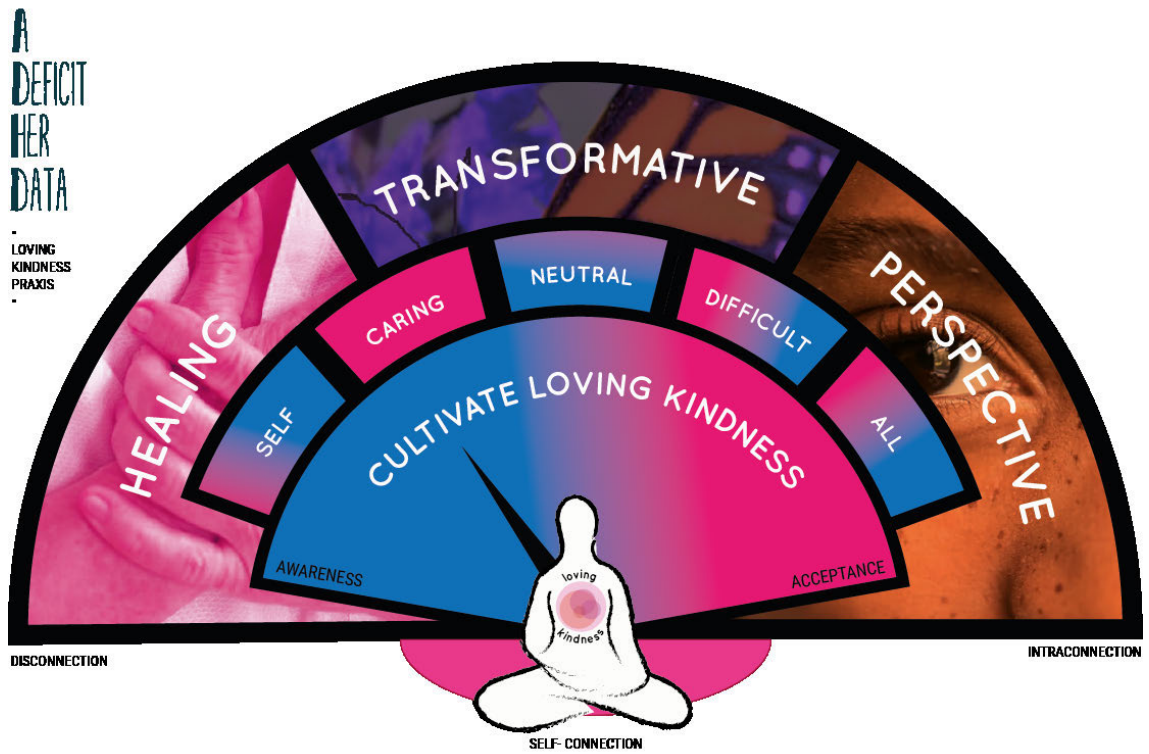 A
DEFICIT
HER
DATA
-
LOVING
KINDNESS
PRAXIS
-
TRANSFORMATIVE
HEALING
PERSPECTIVE
SELF
CARING
NEUTRAL
DIFFICULT
ALL
CULTIVATE LOVING KINDNESS
AWARENESS
ACCEPTANCE
loving
kindness
DISCONNECTION
INTRACONNECTION
SELF- CONNECTION